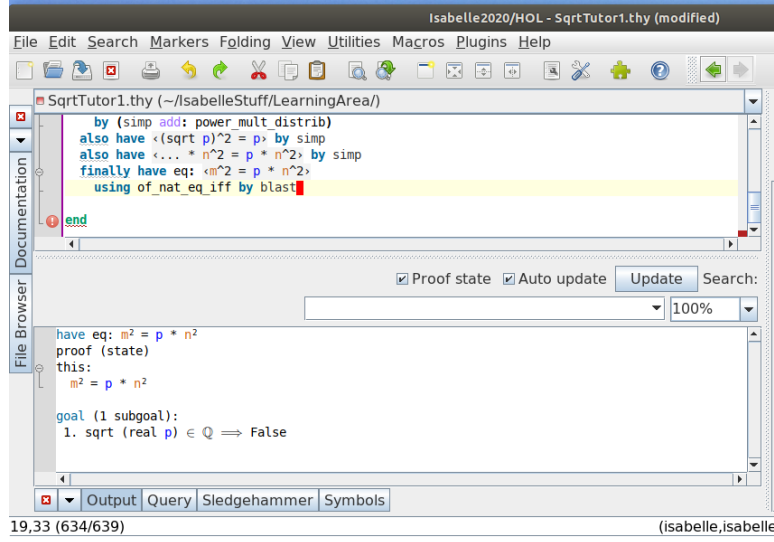 Isabelle2020/HOL - SqrtTutor1.thy (modified)
File Edit Search Markers Folding View Utilities Macros Plugins Help
SqrtTutor1.thy (~/IsabelleStuff/LearningArea/)
by (simp add: power_mult_distrib)
also have ‹(sqrt p)^2 = p› by simp
also have ‹... * n^2 = p * n^2› by simp
finally have eq: ‹m^2 = p * n^2›
using of_nat_eq_iff by blast
end
Documentation
File Browser
Proof state Auto update Update Search:
100%
have eq: m² = p * n²
proof (state)
this:
m² = p * n²
goal (1 subgoal):
1. sqrt (real p) ∈ ℚ ⟹ False
Output Query Sledgehammer Symbols
19,33 (634/639) (isabelle,isabelle